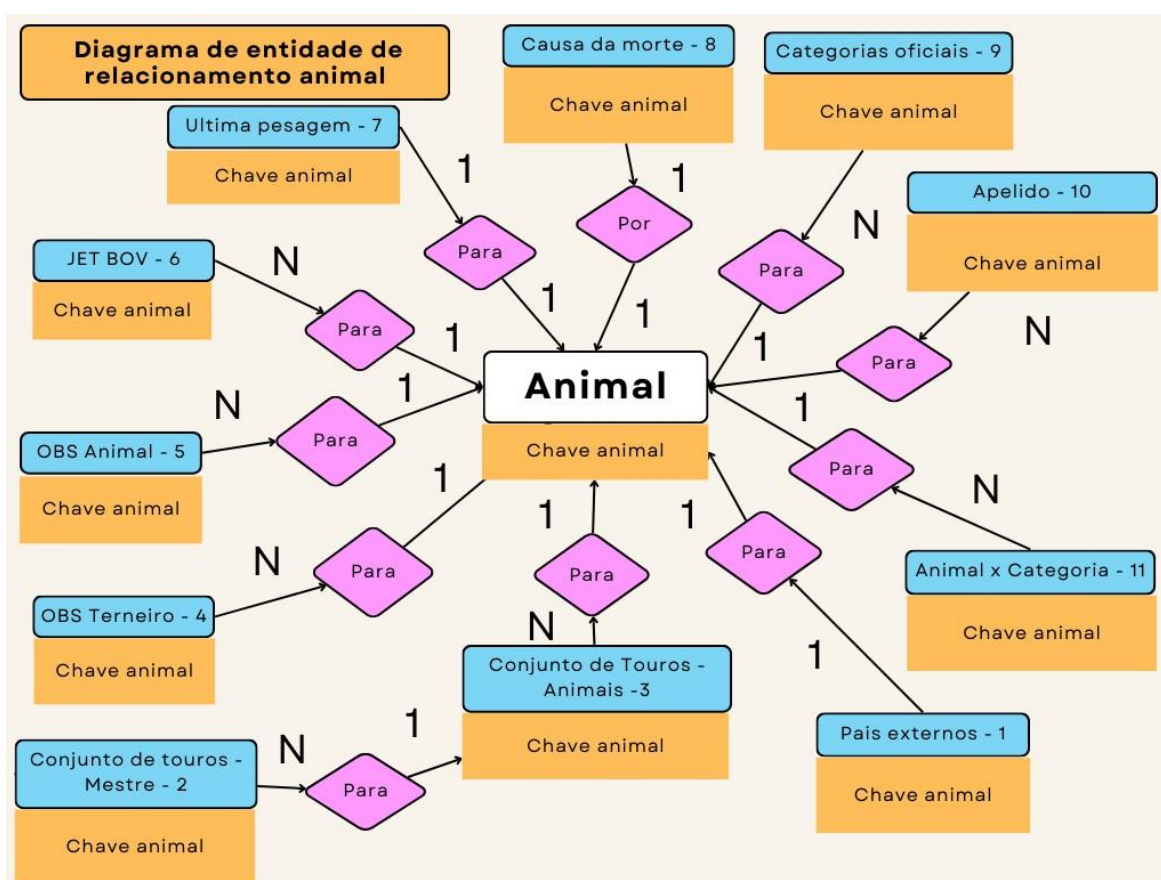 Diagrama de entidade de
relacionamento animal
Causa da morte - 8
Chave animal
Categorias oficiais - 9
Chave animal
Ultima pesagem - 7
Chave animal
1
Para
1
1
Por
1
N
Para
1
Apelido - 10
Chave animal
N
Para
JET BOV - 6
Chave animal
N
Para
1
Animal
Chave animal
OBS Animal - 5
Chave animal
N
Para
1
1
Para
N
Animal x Categoria - 11
Chave animal
OBS Terneiro - 4
Chave animal
N
Para
1
1
Para
N
Conjunto de Touros -
Animais -3
Chave animal
1
Para
1
Pais externos - 1
Chave animal
Conjunto de touros -
Mestre - 2
Chave animal
N
Para
1